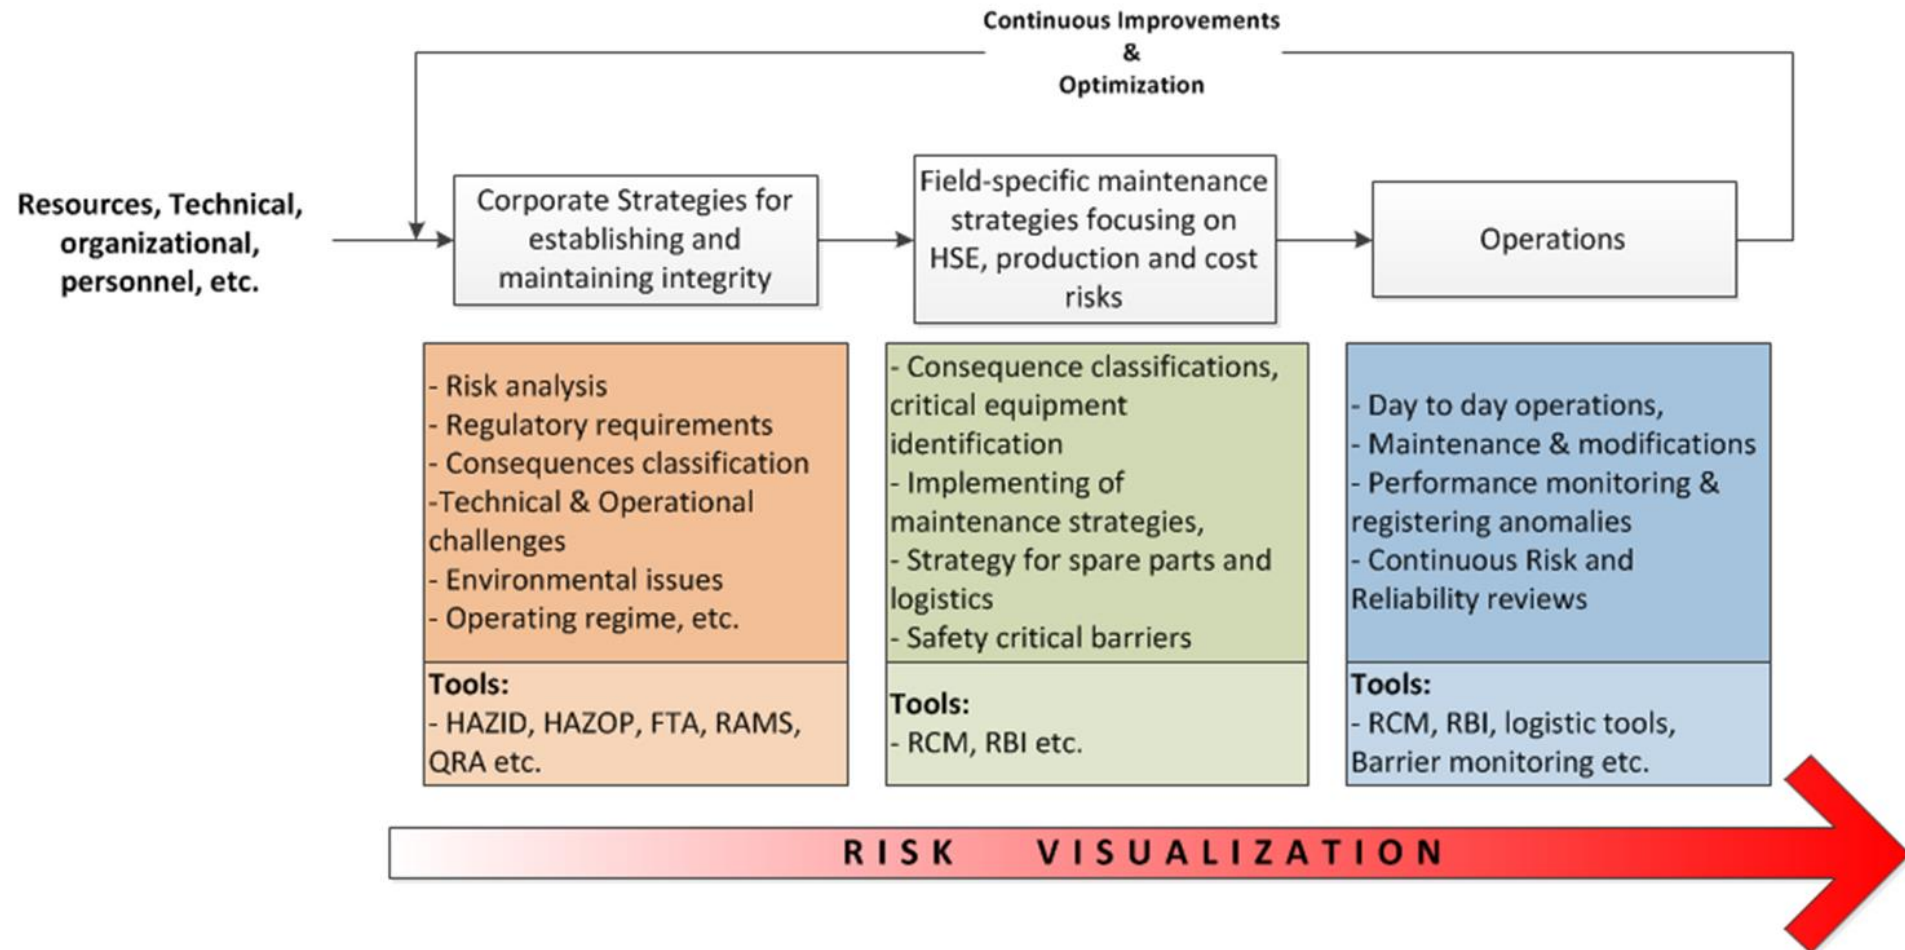 Continuous Improvements
&
Optimization
Resources, Technical,
organizational,
personnel, etc.
Corporate Strategies for
establishing and
maintaining integrity
Field-specific maintenance
strategies focusing on
HSE, production and cost
risks
Operations
- Risk analysis
- Regulatory requirements
- Consequences classification
-Technical & Operational
challenges
- Environmental issues
- Operating regime, etc.
Tools:
- HAZID, HAZOP, FTA, RAMS,
QRA etc.
- Consequence classifications,
critical equipment
identification
- Implementing of
maintenance strategies,
- Strategy for spare parts and
logistics
- Safety critical barriers
Tools:
- RCM, RBI etc.
- Day to day operations,
- Maintenance & modifications
- Performance monitoring &
registering anomalies
- Continuous Risk and
Reliability reviews
Tools:
- RCM, RBI, logistic tools,
Barrier monitoring etc.
RISK VISUALIZATION